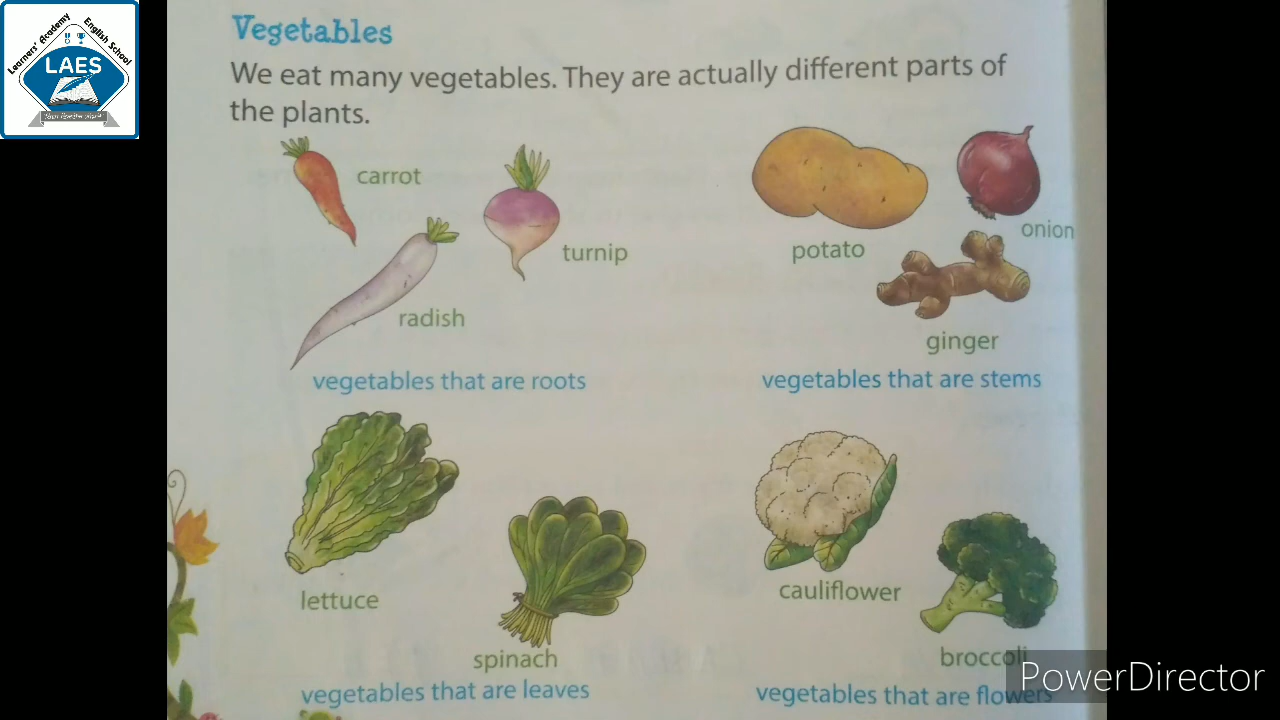 Learners' Academy English School
LAES
Vegetables
We eat many vegetables. They are actually different parts of
the plants.
carrot
turnip
radish
vegetables that are roots
potato
onion
ginger
vegetables that are stems
lettuce
spinach
vegetables that are leaves
cauliflower
broccoli
vegetables that are flowers
PowerDirector